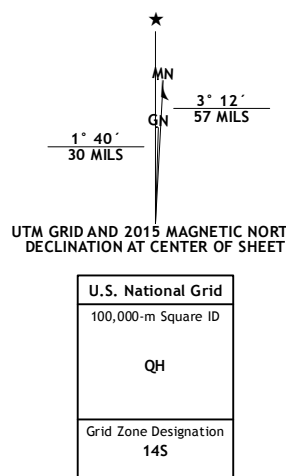 ★
MN
3° 12´
57 MILS
GN
1° 40´
30 MILS
UTM GRID AND 2015 MAGNETIC NORT
DECLINATION AT CENTER OF SHEET
U.S. National Grid
100,000-m Square ID
QH
Grid Zone Designation
14S